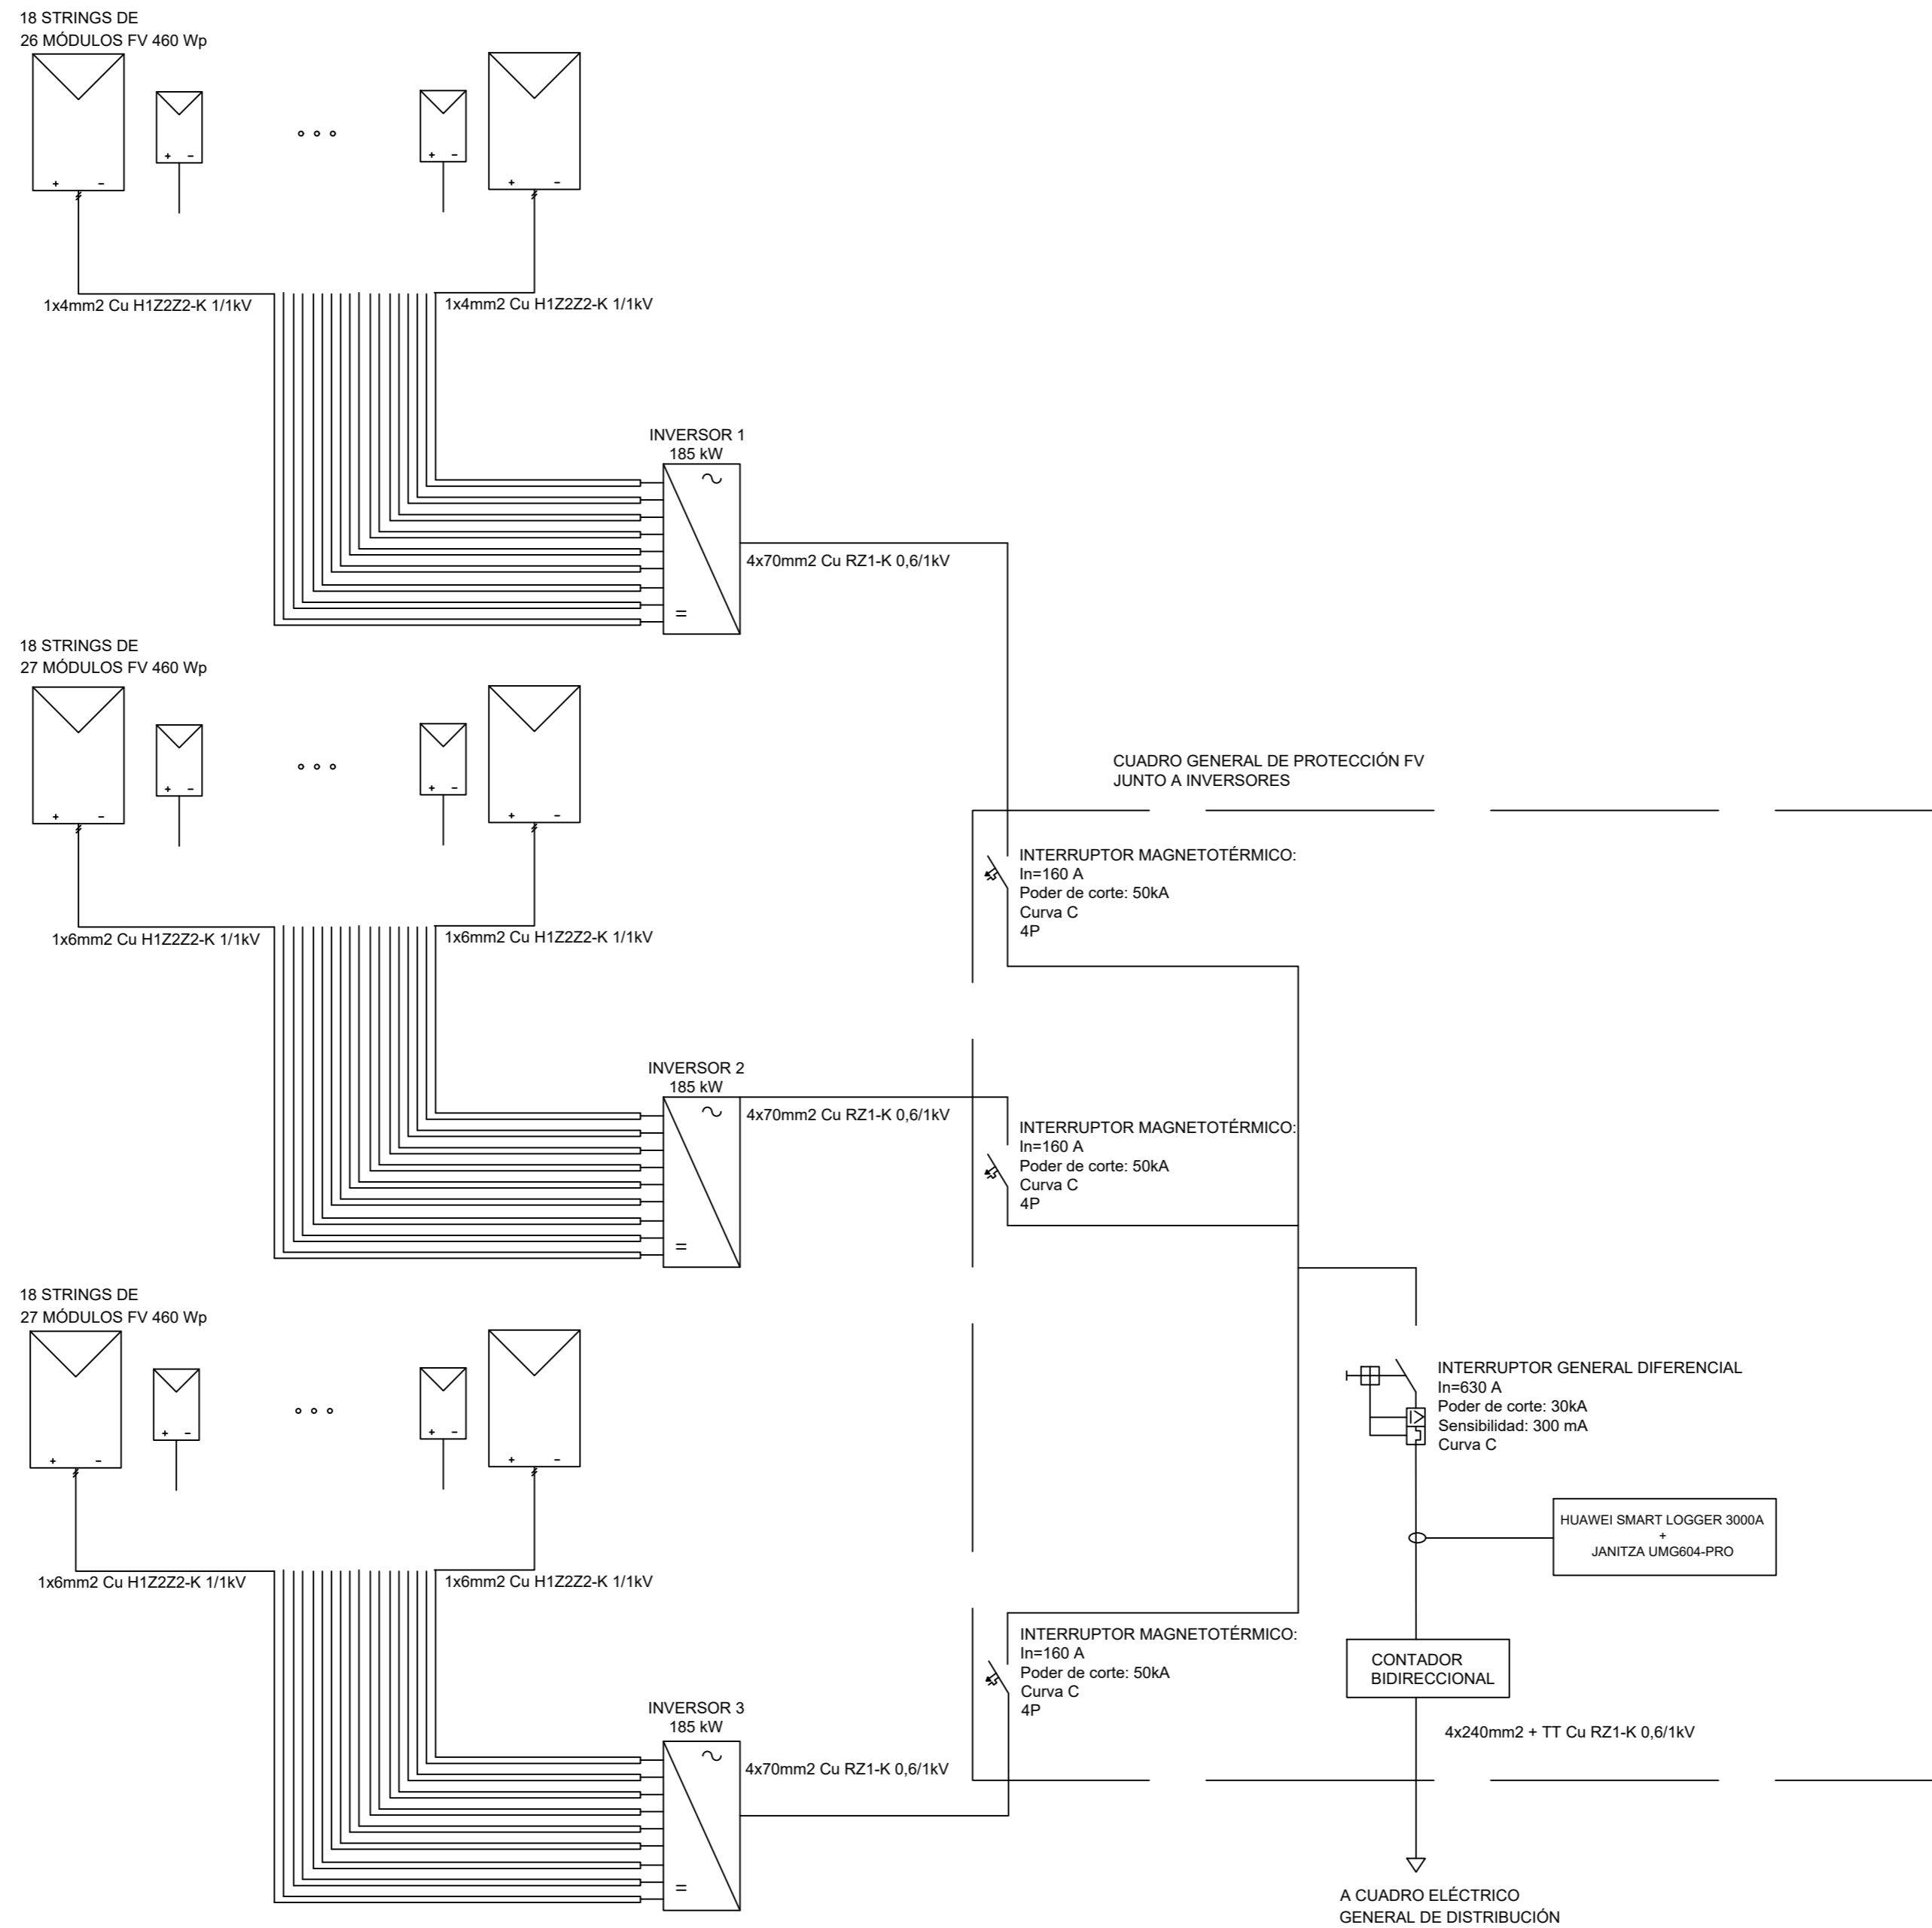 18 STRINGS DE
26 MÓDULOS FV 460 Wp
+ -
+ -
+ -
+ -
1x4mm2 Cu H1Z2Z2-K 1/1kV
1x4mm2 Cu H1Z2Z2-K 1/1kV
INVERSOR 1
185 kW
4x70mm2 Cu RZ1-K 0,6/1kV
18 STRINGS DE
27 MÓDULOS FV 460 Wp
+ -
+ -
+ -
+ -
1x6mm2 Cu H1Z2Z2-K 1/1kV
1x6mm2 Cu H1Z2Z2-K 1/1kV
CUADRO GENERAL DE PROTECCIÓN FV
JUNTO A INVERSORES
INTERRUPTOR MAGNETOTÉRMICO:
In=160 A
Poder de corte: 50kA
Curva C
4P
INVERSOR 2
185 kW
4x70mm2 Cu RZ1-K 0,6/1kV
INTERRUPTOR MAGNETOTÉRMICO:
In=160 A
Poder de corte: 50kA
Curva C
4P
18 STRINGS DE
27 MÓDULOS FV 460 Wp
+ -
+ -
+ -
+ -
1x6mm2 Cu H1Z2Z2-K 1/1kV
1x6mm2 Cu H1Z2Z2-K 1/1kV
INTERRUPTOR GENERAL DIFERENCIAL
In=630 A
Poder de corte: 30kA
Sensibilidad: 300 mA
Curva C
HUAWEI SMART LOGGER 3000A
+
JANITZA UMG604-PRO
INTERRUPTOR MAGNETOTÉRMICO:
In=160 A
Poder de corte: 50kA
Curva C
4P
CONTADOR
BIDIRECCIONAL
INVERSOR 3
185 kW
4x70mm2 Cu RZ1-K 0,6/1kV
4x240mm2 + TT Cu RZ1-K 0,6/1kV
A CUADRO ELÉCTRICO
GENERAL DE DISTRIBUCIÓN